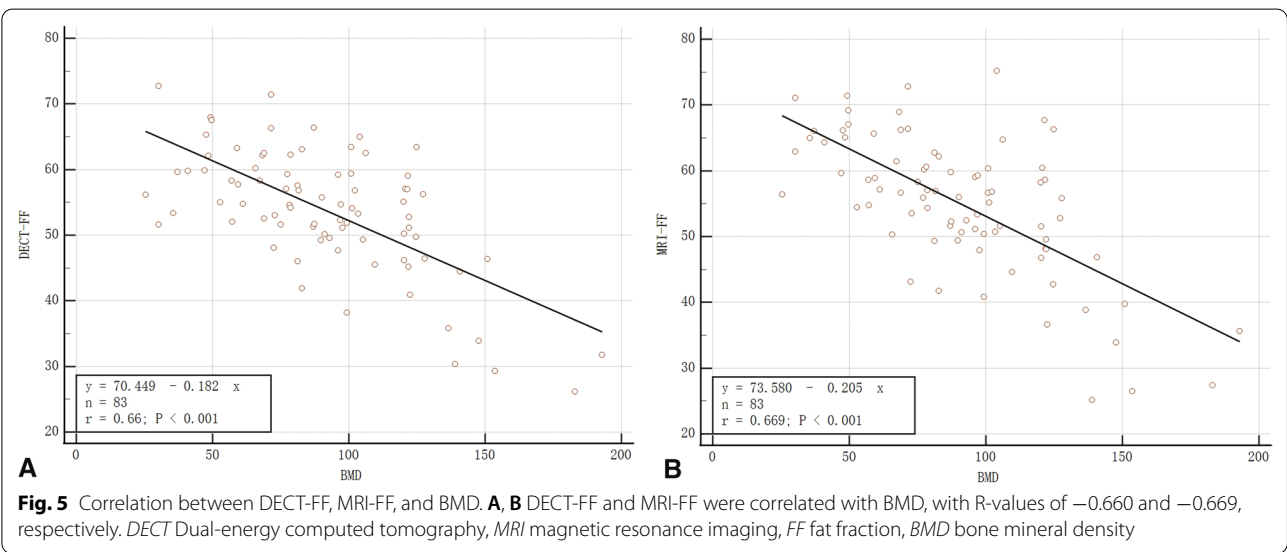 80
70
60
50
40
30
20
DECT-FF
y = 70.449 - 0.182 x
n = 83
r = 0.66; P < 0.001
0 50 100 150 200
BMD
A
80
70
60
50
40
30
20
MRI-FF
y = 73.580 - 0.205 x
n = 83
r = 0.669; P < 0.001
0 50 100 150 200
BMD
B
Fig. 5 Correlation between DECT-FF, MRI-FF, and BMD. A, B DECT-FF and MRI-FF were correlated with BMD, with R-values of −0.660 and −0.669,
respectively. DECT Dual-energy computed tomography, MRI magnetic resonance imaging, FF fat fraction, BMD bone mineral density